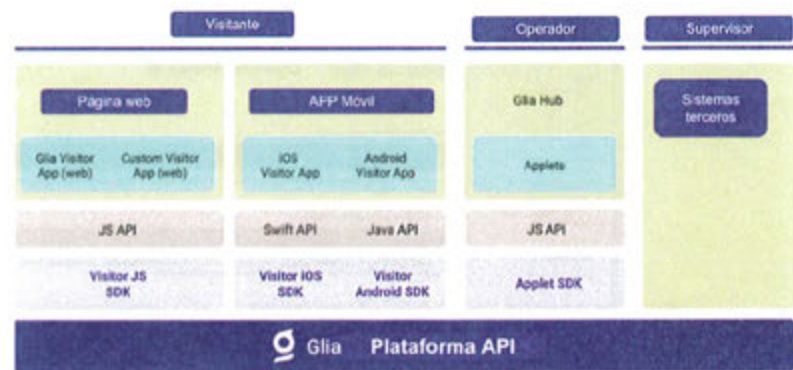 Visitante
Operador
Supervisor
Página web
APP Móvil
Glia Hub
Sistemas
terceros
Glia Visitor
App (web)
Custom Visitor
App (web)
iOS
Visitor App
Android
Visitor App
Applets
JS API
Swift API
Java API
JS API
Visitor JS
SDK
Visitor iOS
SDK
Visitor
Android SDK
Applet SDK
Glia Plataforma API